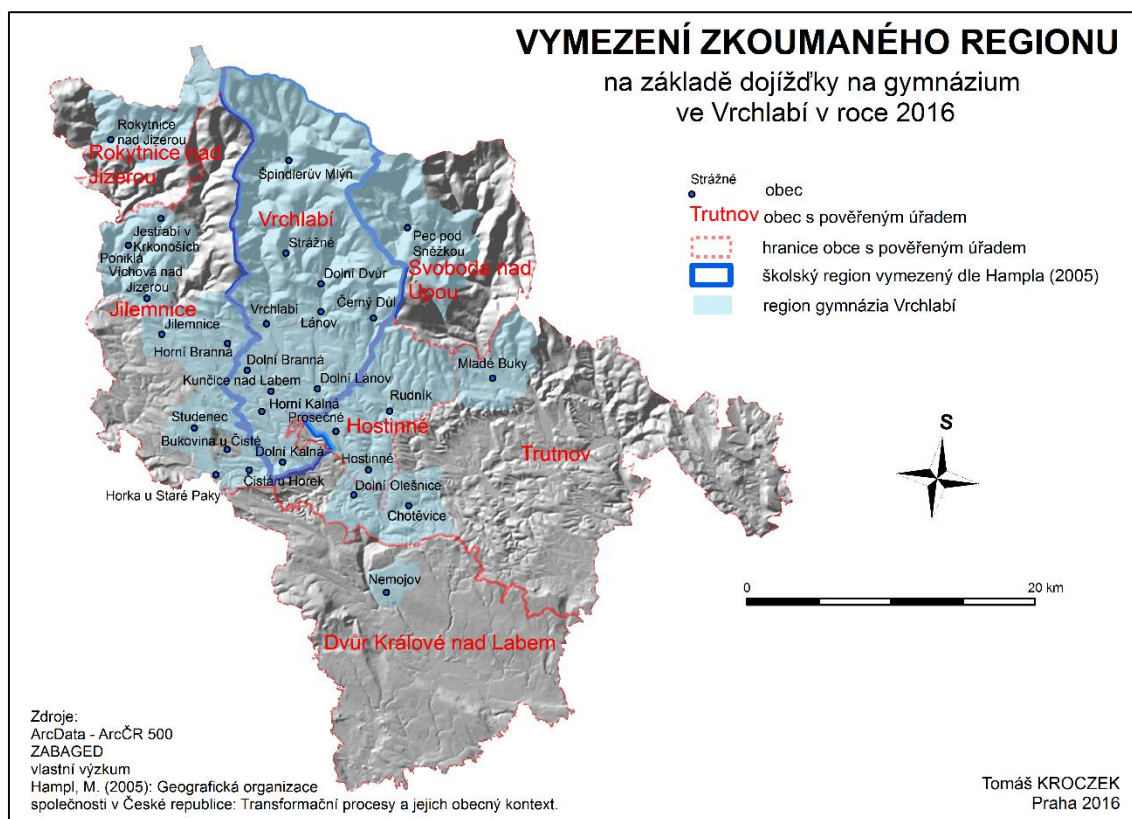 VYMEZENÍ ZKOUMANÉHO REGIONU
na základě dojížďky na gymnázium
ve Vrchlabí v roce 2016
Strážné
obec
Trutnov
obec s pověřeným úřadem
hranice obce s pověřeným úřadem
školský region vymezený dle Hampla (2005)
region gymnázia Vrchlabí
Rokytnice
nad Jizerou
Rokytnice nad
Jizerou
Špindlerův Mlýn
Vrchlabí
Strážné
Pec pod
Sněžkou
Svoboda nad
Úpou
Jestřabí v
Krkonoších
Poniklá
Víchová nad
Jizerou
Jilemnice
Dolní Dvůr
Černý Důl
Lánov
Vrchlabí
Jilemnice
Horní Branná
Dolní Branná
Kunčice nad Labem
Dolní Lánov
Mladé Buky
Rudník
Horní Kalná
Prosečné
Hostinné
Studenec
Bukovina u Čisté
Dolní Kalná
Hostinné
Trutnov
Čistá u Horek
Horka u Staré Paky
Dolní Olešnice
Chotěvice
Nemojov
Dvůr Králové nad Labem
S
0
20 km
Zdroje:
ArcData - ArcČR 500
ZABAGED
vlastní výzkum
Hampl, M. (2005): Geografická organizace
společnosti v České republice: Transformační procesy a jejich obecný kontext.
Tomáš KROCZEK
Praha 2016